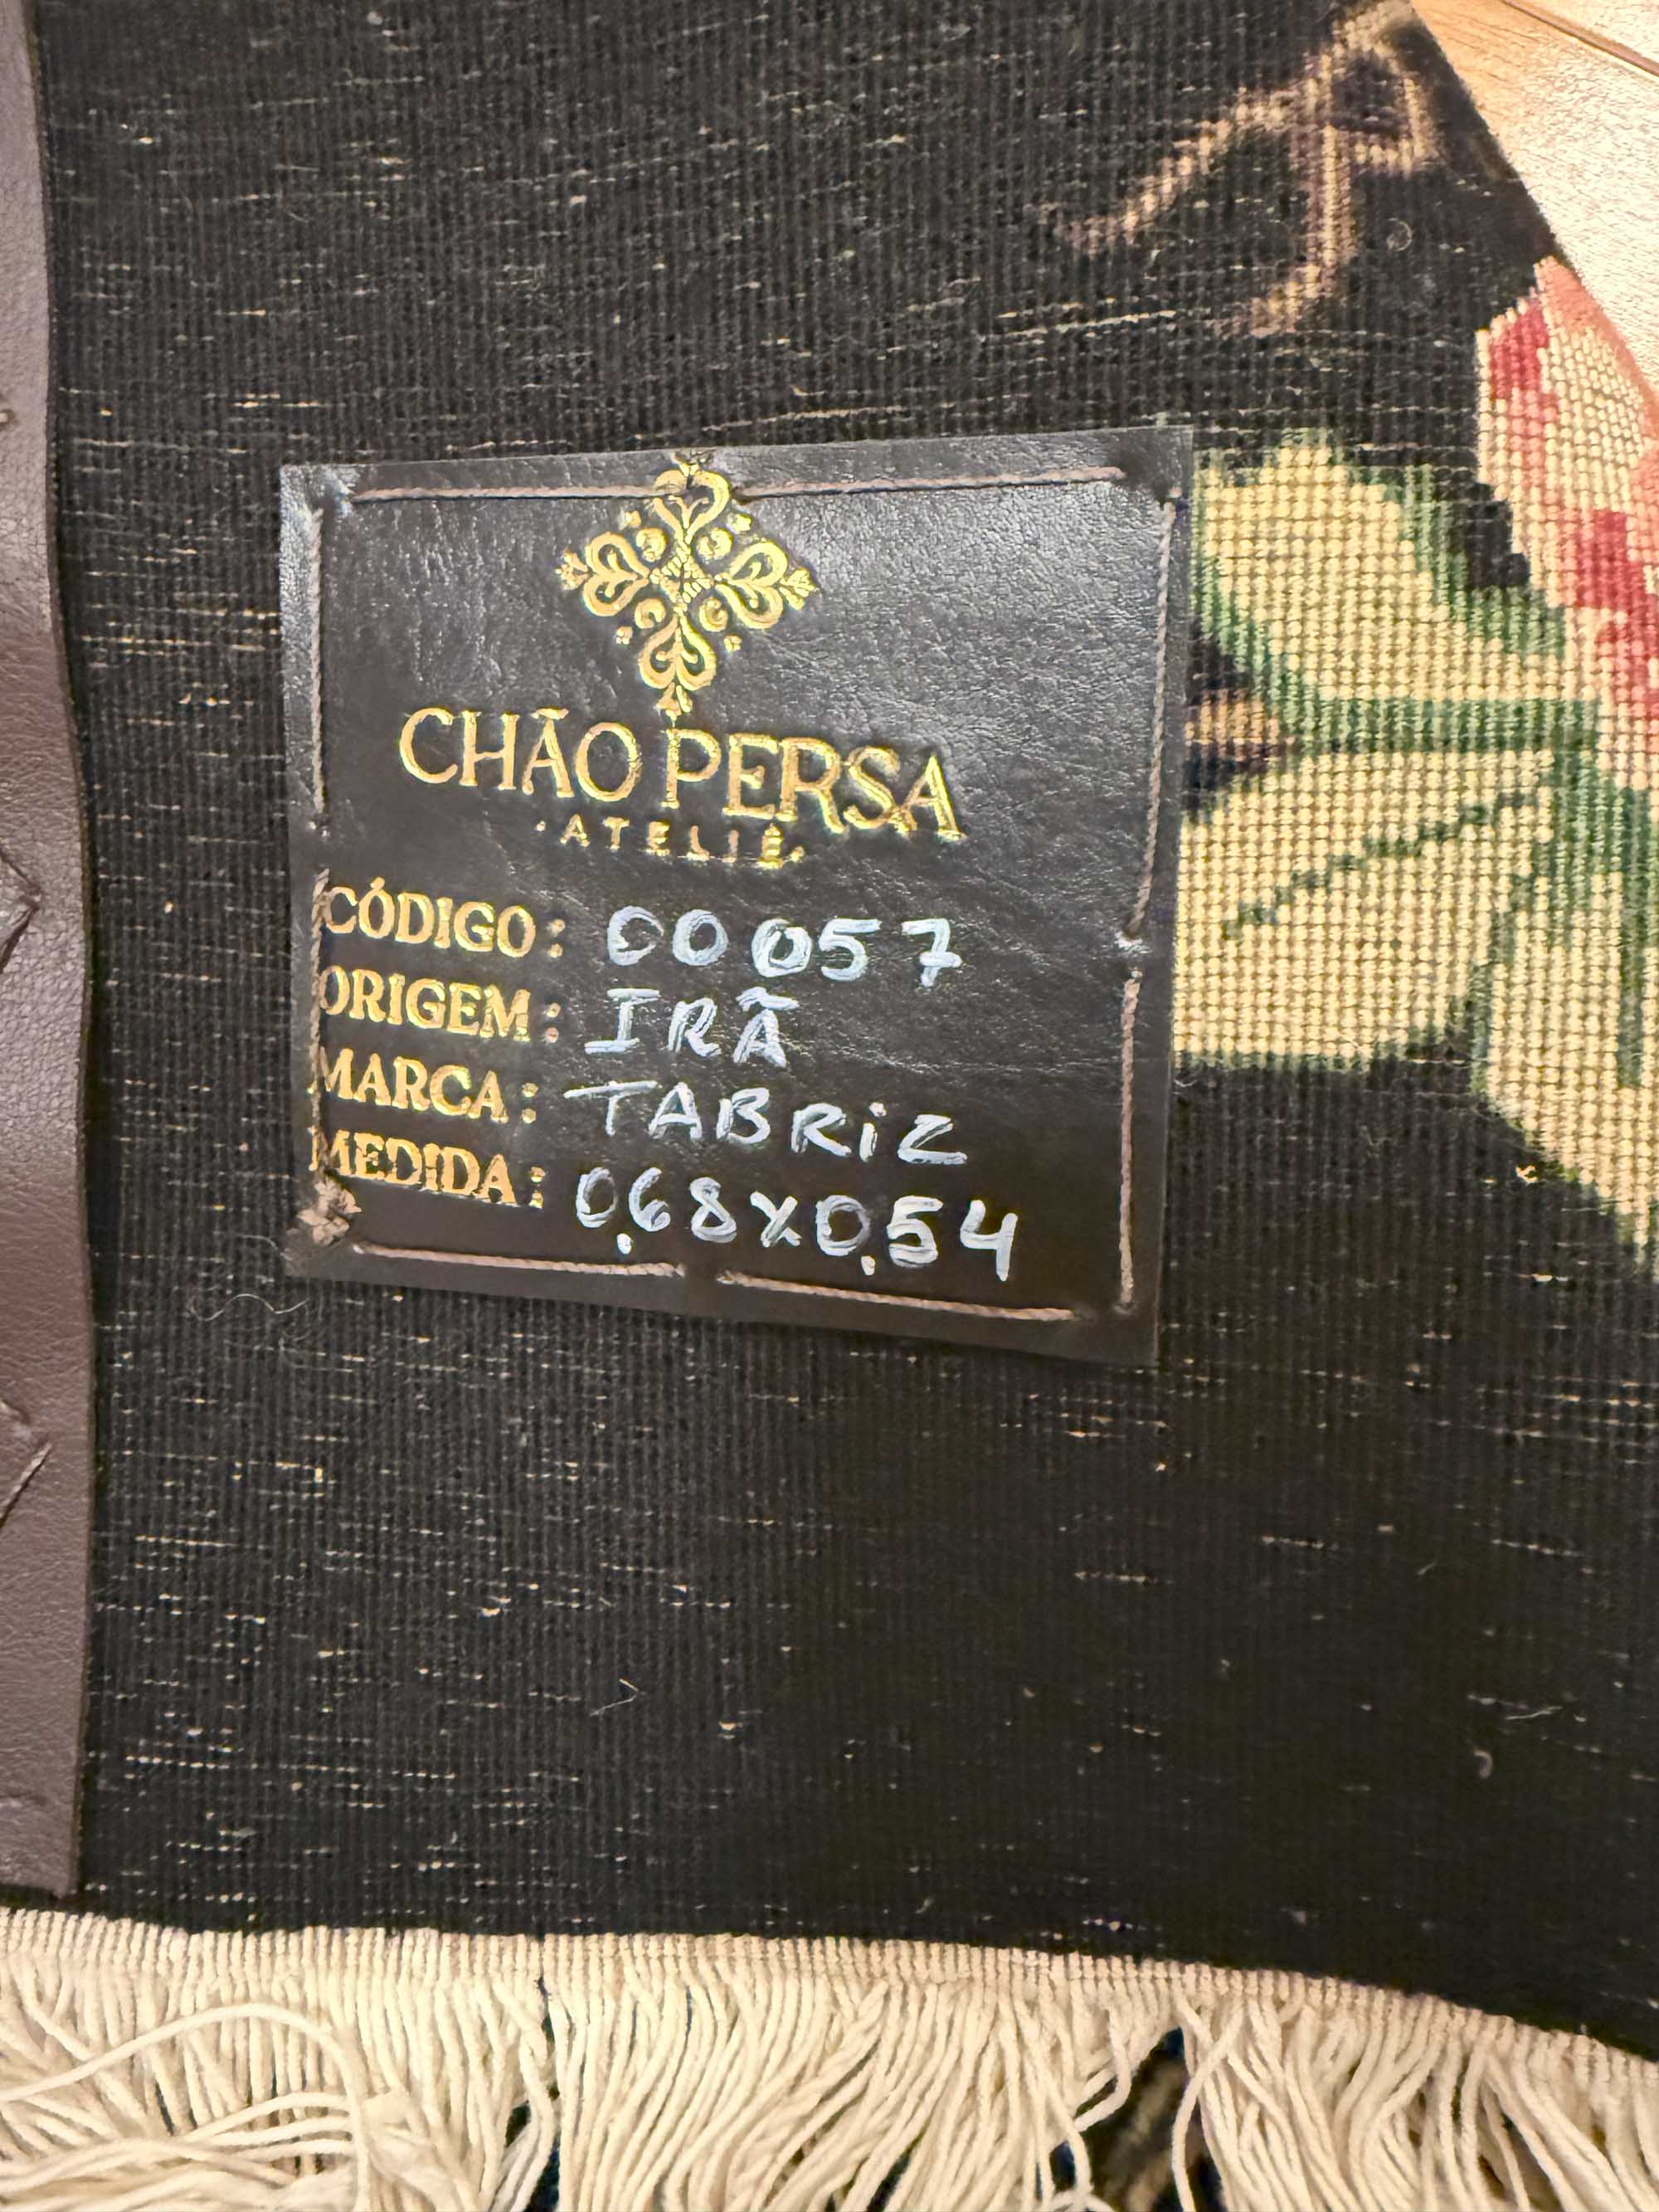 CHÃO PERSA
·ATELIÊ·
CÓDIGO: 00057
ORIGEM: IRÃ
MARCA: TABRiZ
MEDIDA: 0,68X0,54